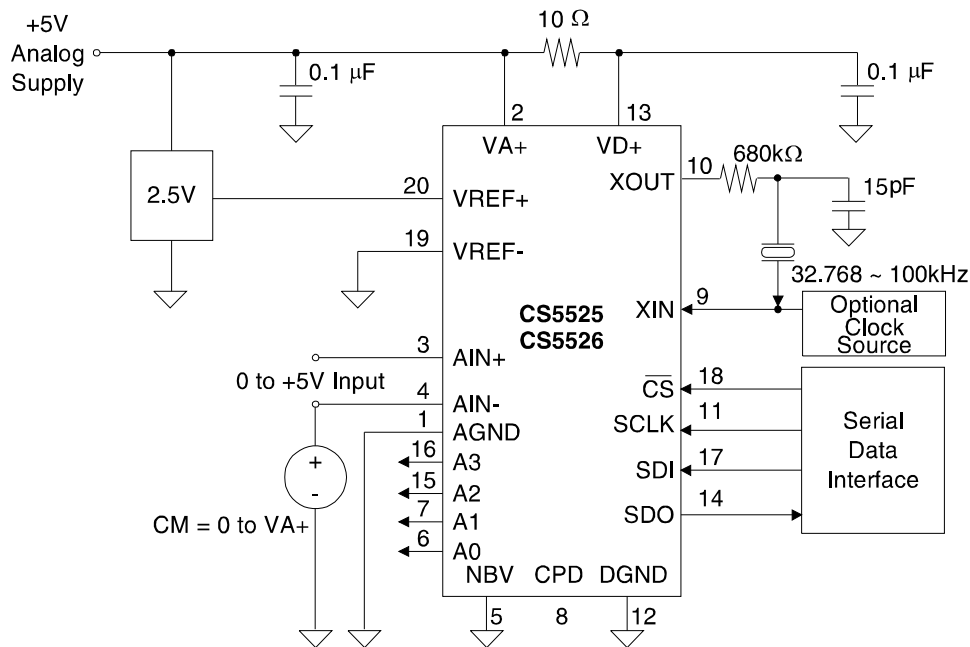 +5V
Analog
Supply
10 Ω
0.1 µF
0.1 µF
2
13
VA+
VD+
2.5V
20
VREF+
19
VREF-
XOUT
10
680kΩ
15pF
32.768 ~ 100kHz
CS5525
CS5526
XIN
9
Optional
Clock
Source
3
AIN+
0 to +5V Input
4
AIN-
1
AGND
16
A3
15
A2
7
A1
6
A0
+
-
CM = 0 to VA+
CS
18
SCLK
11
SDI
17
SDO
14
Serial
Data
Interface
NBV
CPD
DGND
5
8
12